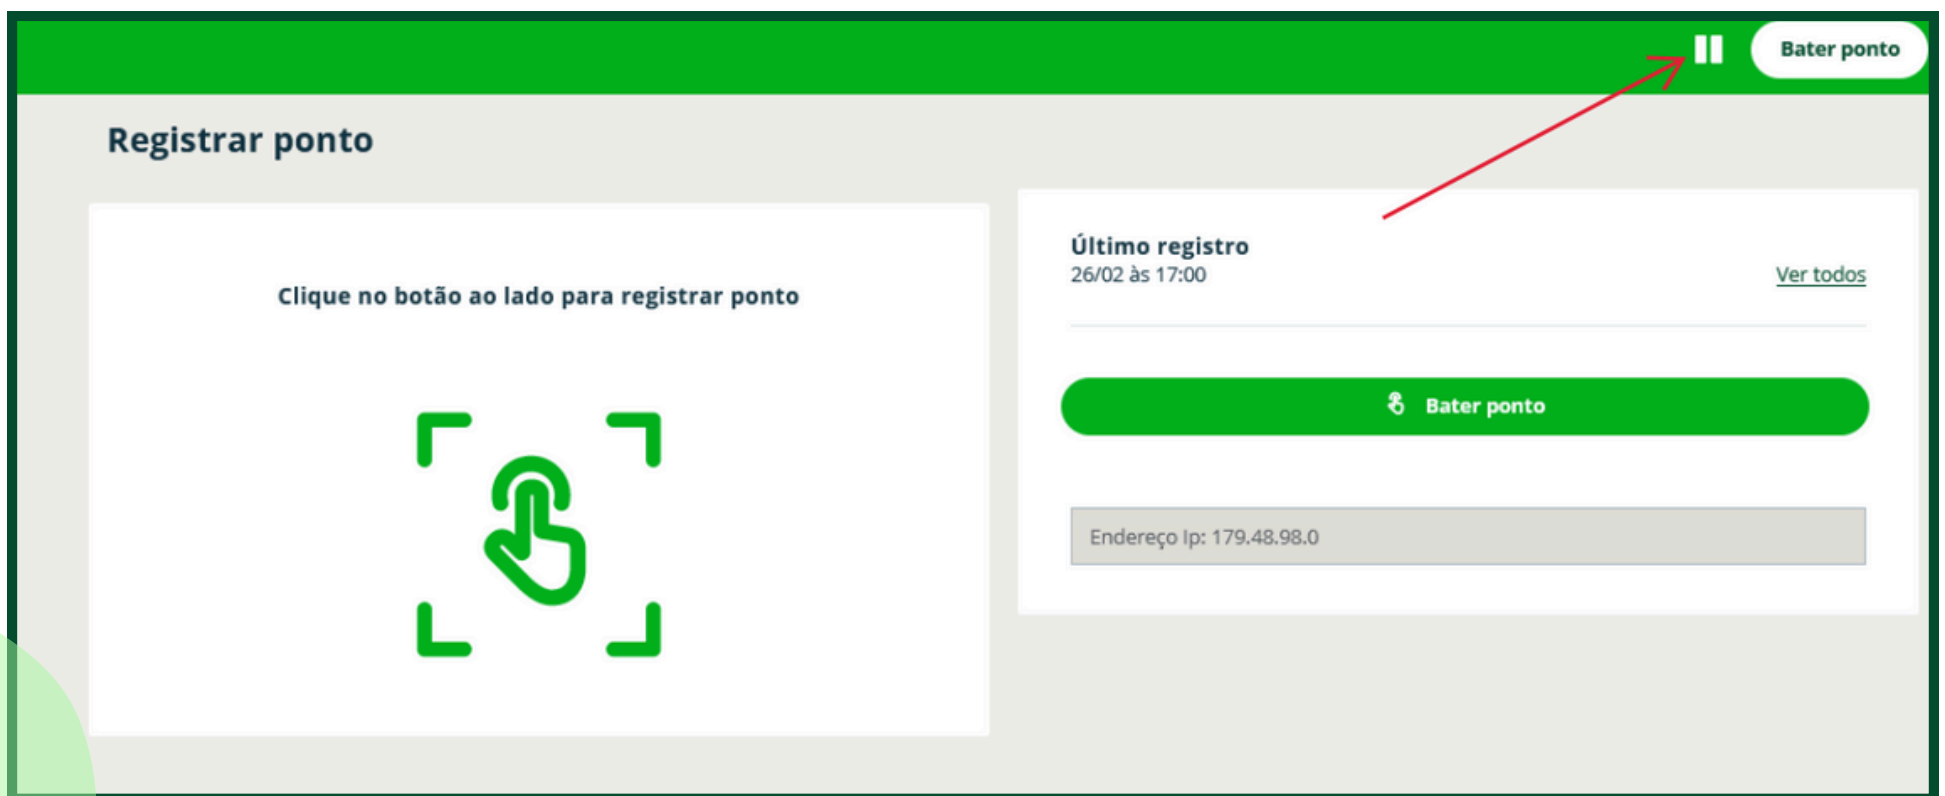 Bater ponto
Registrar ponto
Clique no botão ao lado para registrar ponto
Último registro
26/02 às 17:00
Ver todos
Bater ponto
Endereço Ip: 179.48.98.0